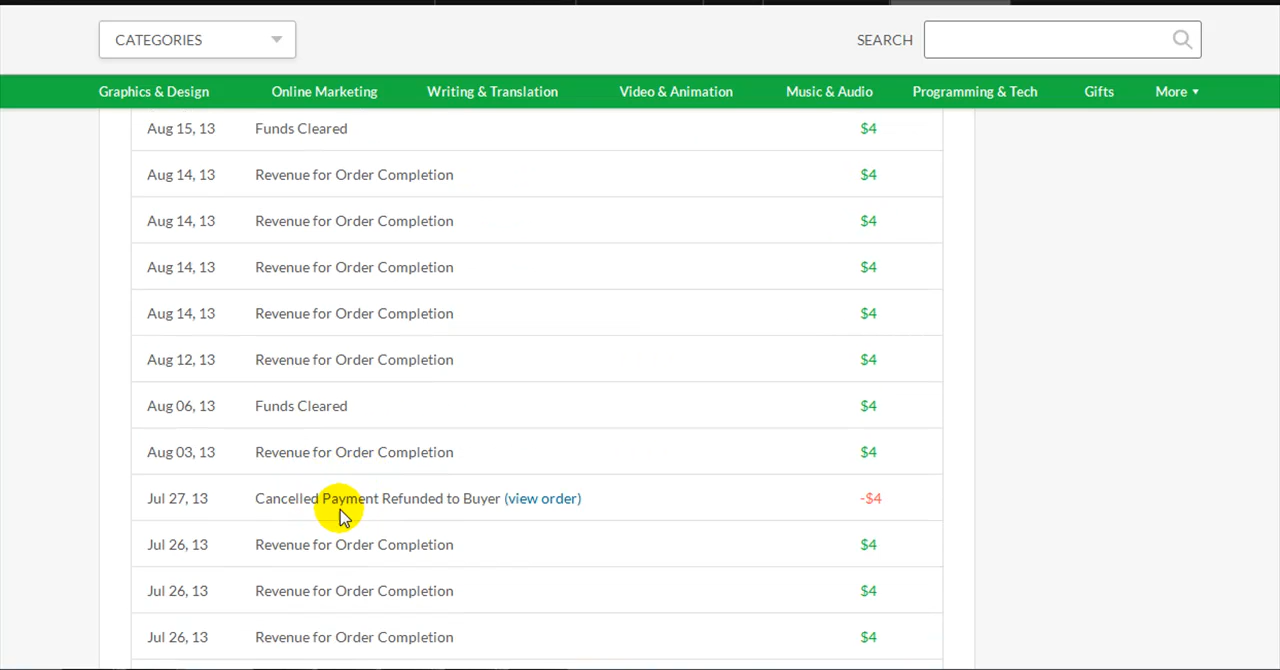 CATEGORIES SEARCH
Graphics & Design Online Marketing Writing & Translation Video & Animation Music & Audio Programming & Tech Gifts More
Aug 15, 13 Funds Cleared $4
Aug 14, 13 Revenue for Order Completion $4
Aug 14, 13 Revenue for Order Completion $4
Aug 14, 13 Revenue for Order Completion $4
Aug 14, 13 Revenue for Order Completion $4
Aug 12, 13 Revenue for Order Completion $4
Aug 06, 13 Funds Cleared $4
Aug 03, 13 Revenue for Order Completion $4
Jul 27, 13 Cancelled Payment Refunded to Buyer (view order) -$4
Jul 26, 13 Revenue for Order Completion $4
Jul 26, 13 Revenue for Order Completion $4
Jul 26, 13 Revenue for Order Completion $4